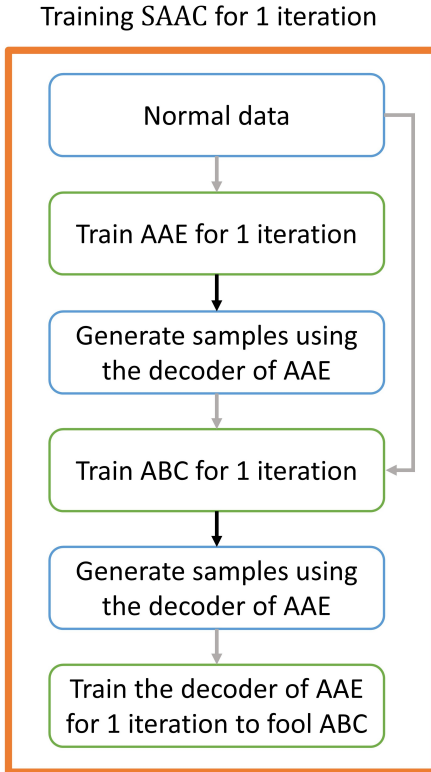 Training SAAC for 1 iteration
Normal data
Train AAE for 1 iteration
Generate samples using
the decoder of AAE
Train ABC for 1 iteration
Generate samples using
the decoder of AAE
Train the decoder of AAE
for 1 iteration to fool ABC